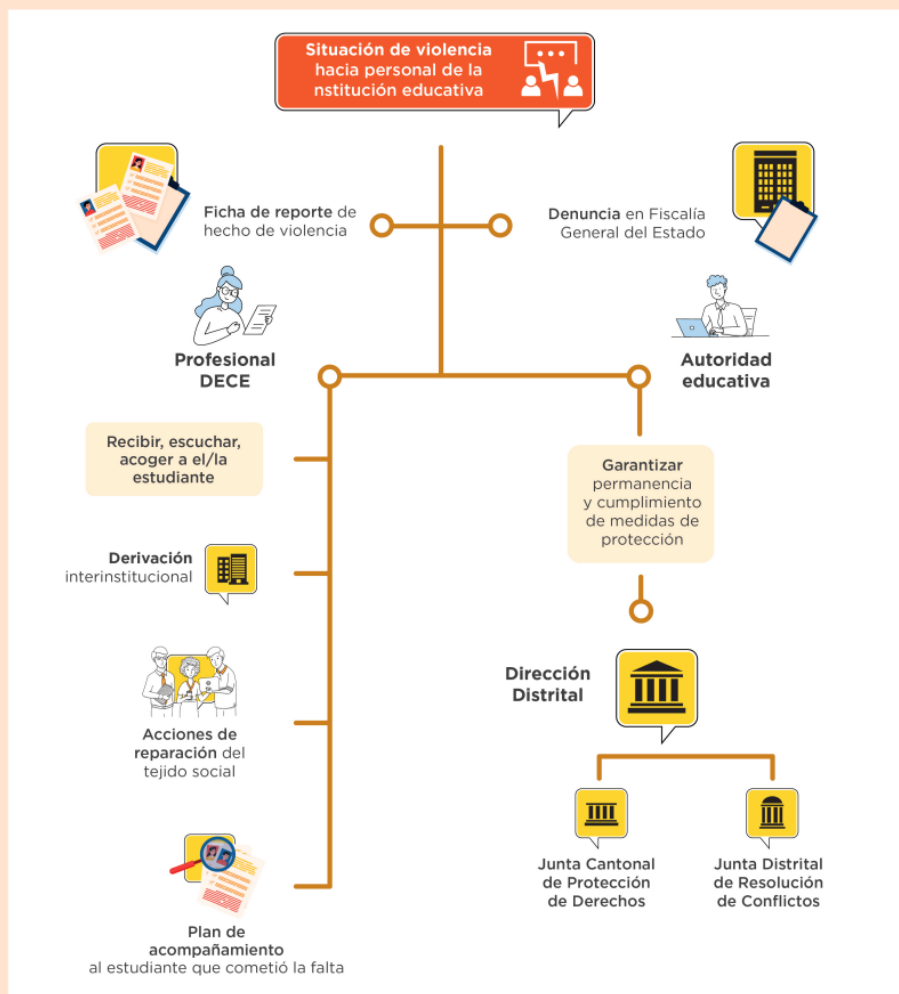 Situación de violencia
hacia personal de la
nstitución educativa
Ficha de reporte de
hecho de violencia
Denuncia en Fiscalía
General del Estado
Profesional
DECE
Autoridad
educativa
Recibir, escuchar,
acoger a el/la
estudiante
Garantizar
permanencia
y cumplimiento
de medidas de
protección
Derivación
interinstitucional
Dirección
Distrital
Acciones de
reparación del
tejido social
Junta Cantonal
de Protección
de Derechos
Junta Distrital
de Resolución
de Conflictos
Plan de
acompañamiento
al estudiante que cometió la falta